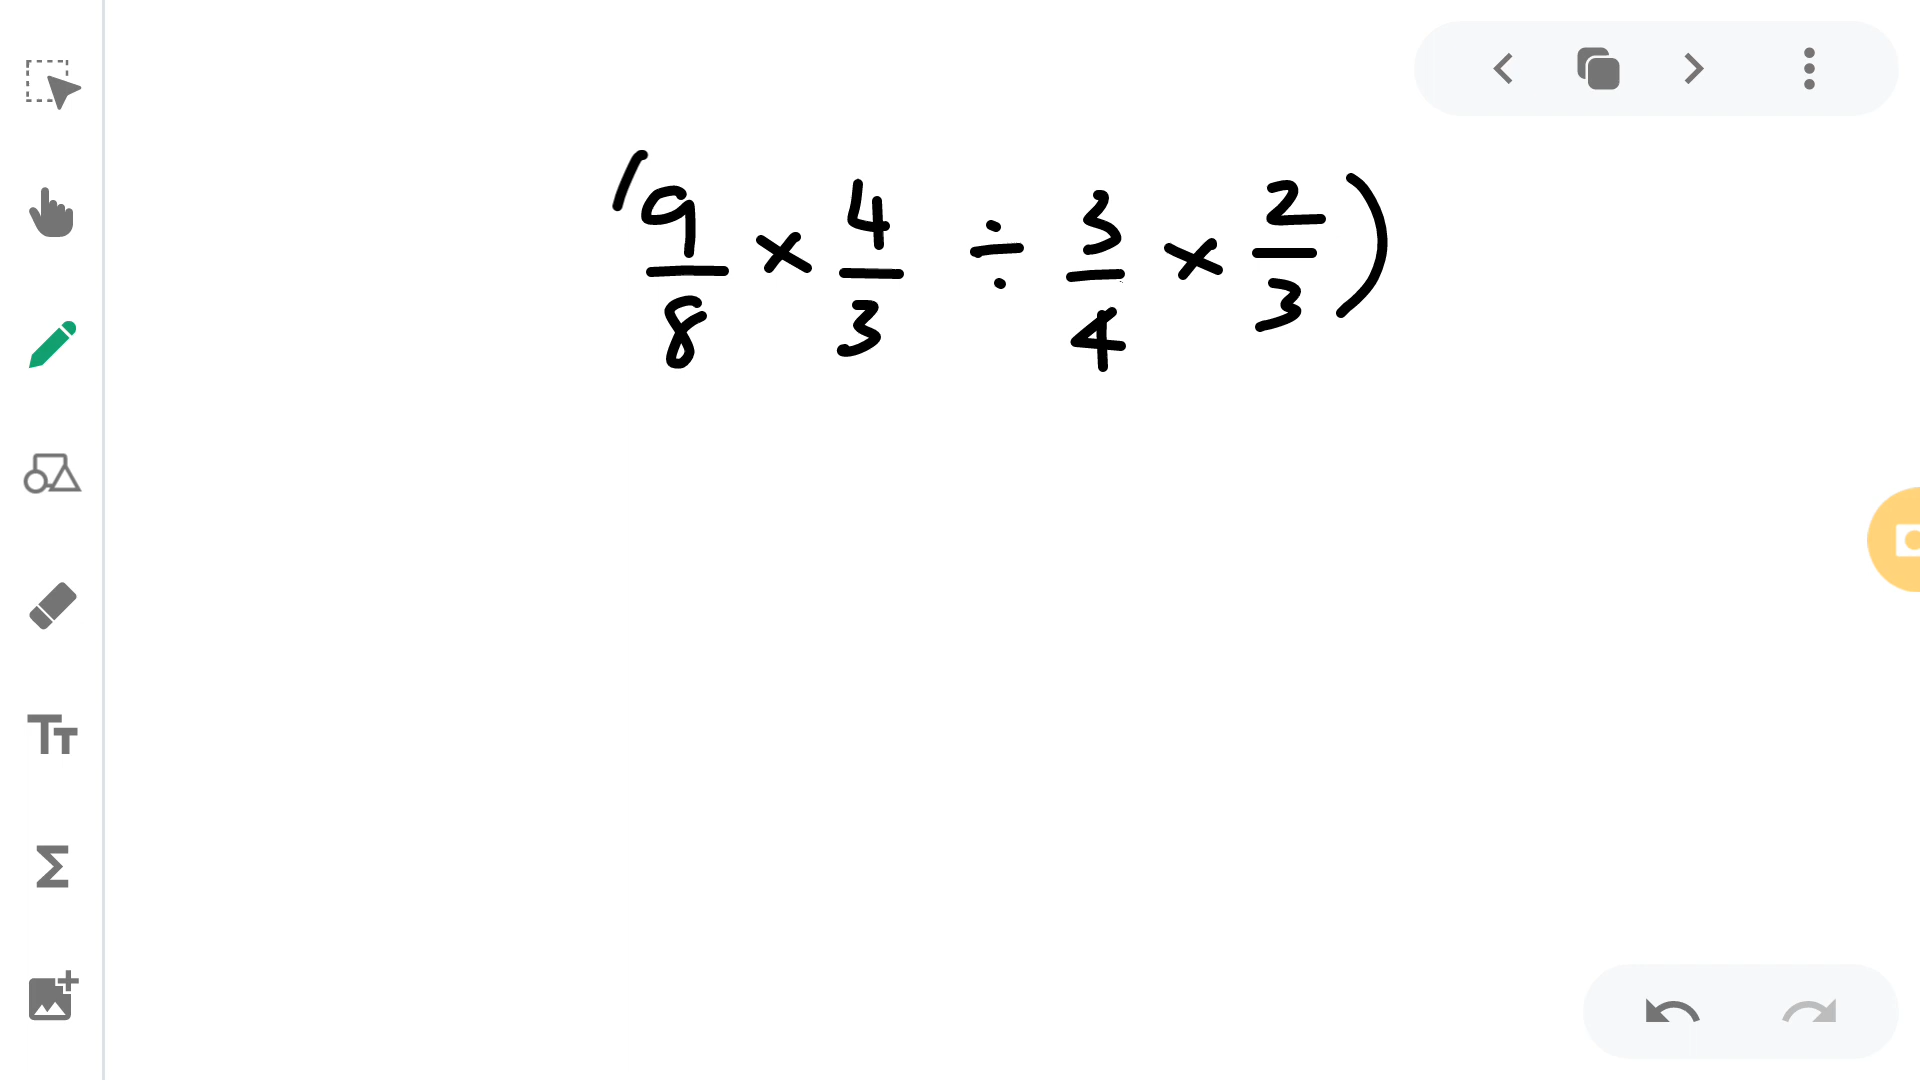 (9/8 × 4/3 ÷ 3/4 × 2/3)